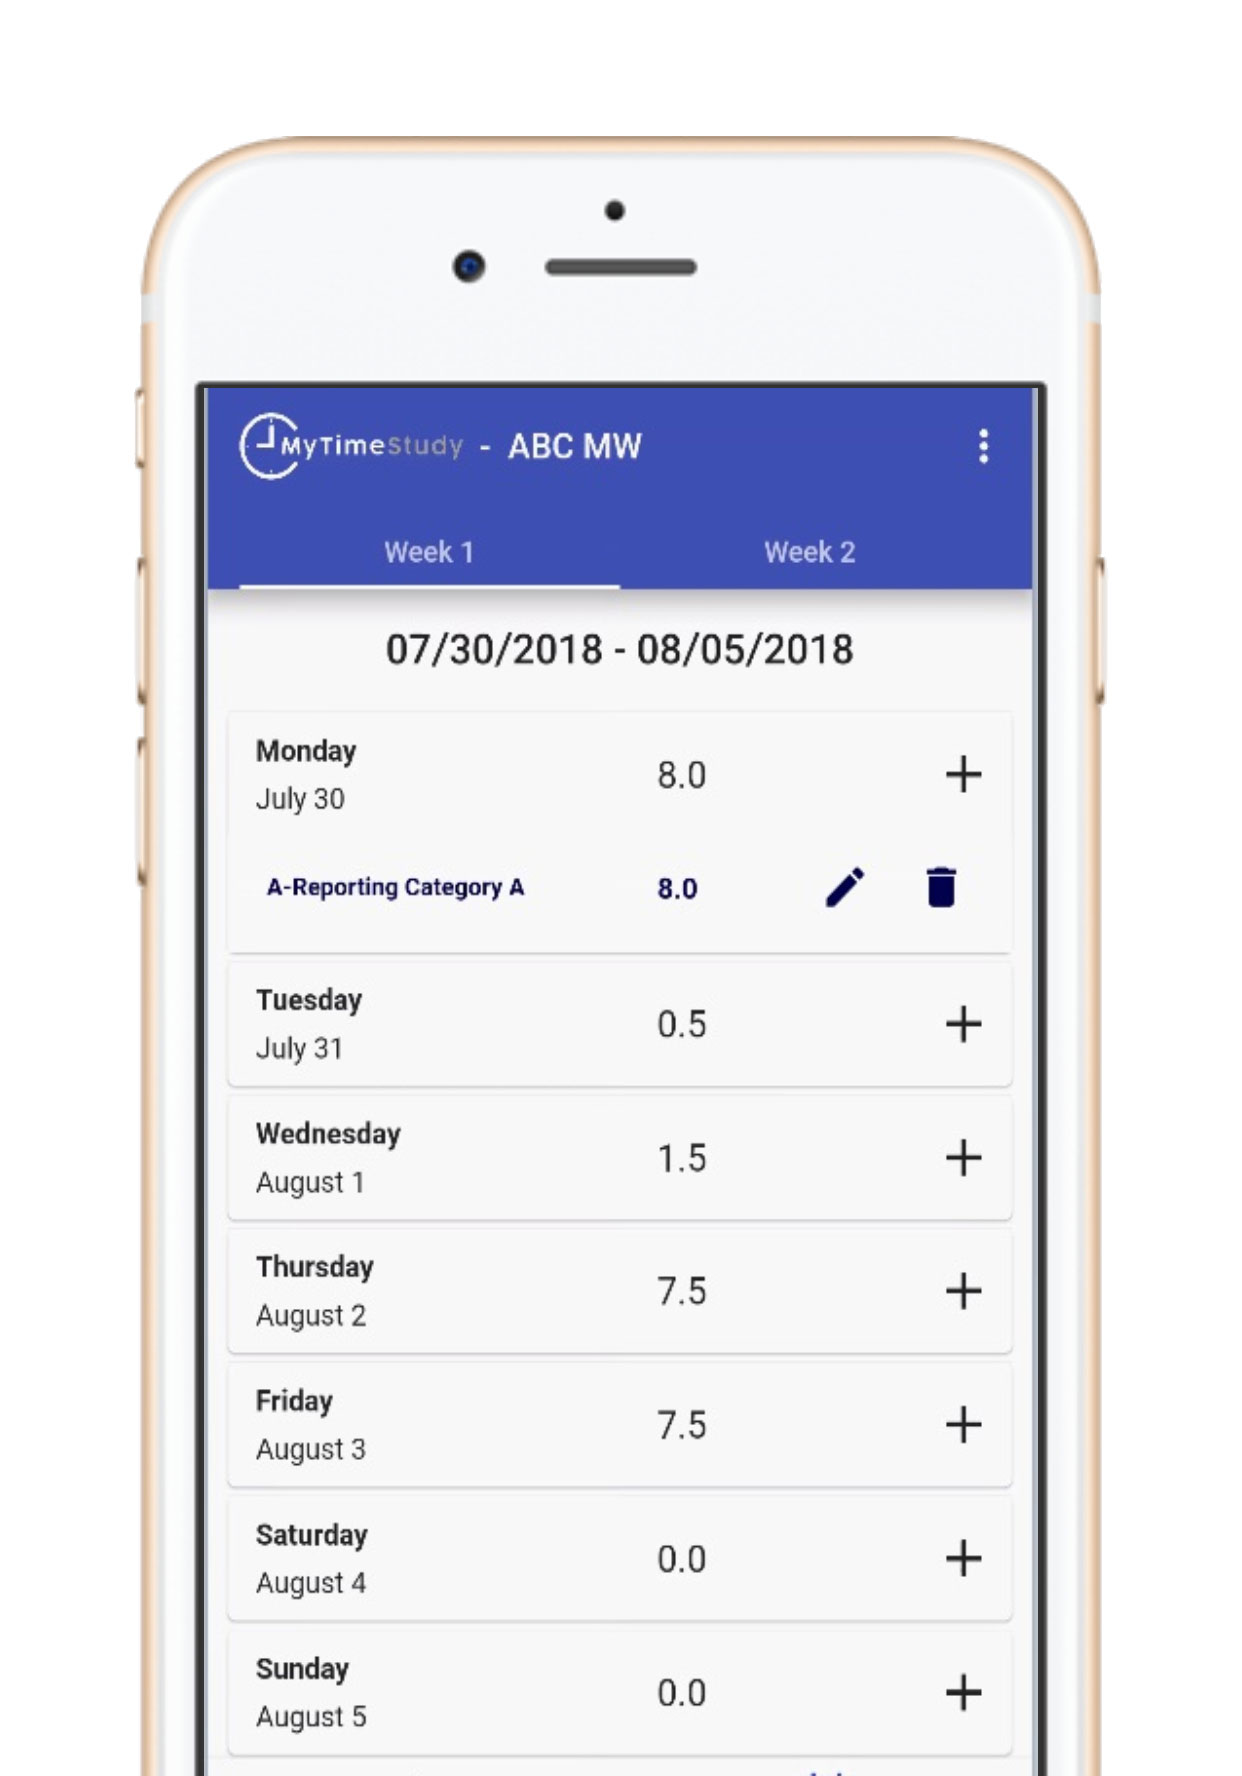 MyTimeStudy - ABC MW
Week 1 Week 2
07/30/2018 - 08/05/2018
Monday
8.0
July 30
A-Reporting Category A 8.0
Tuesday
0.5
July 31
Wednesday
1.5
August 1
Thursday
7.5
August 2
Friday
7.5
August 3
Saturday
0.0
August 4
Sunday
0.0
August 5